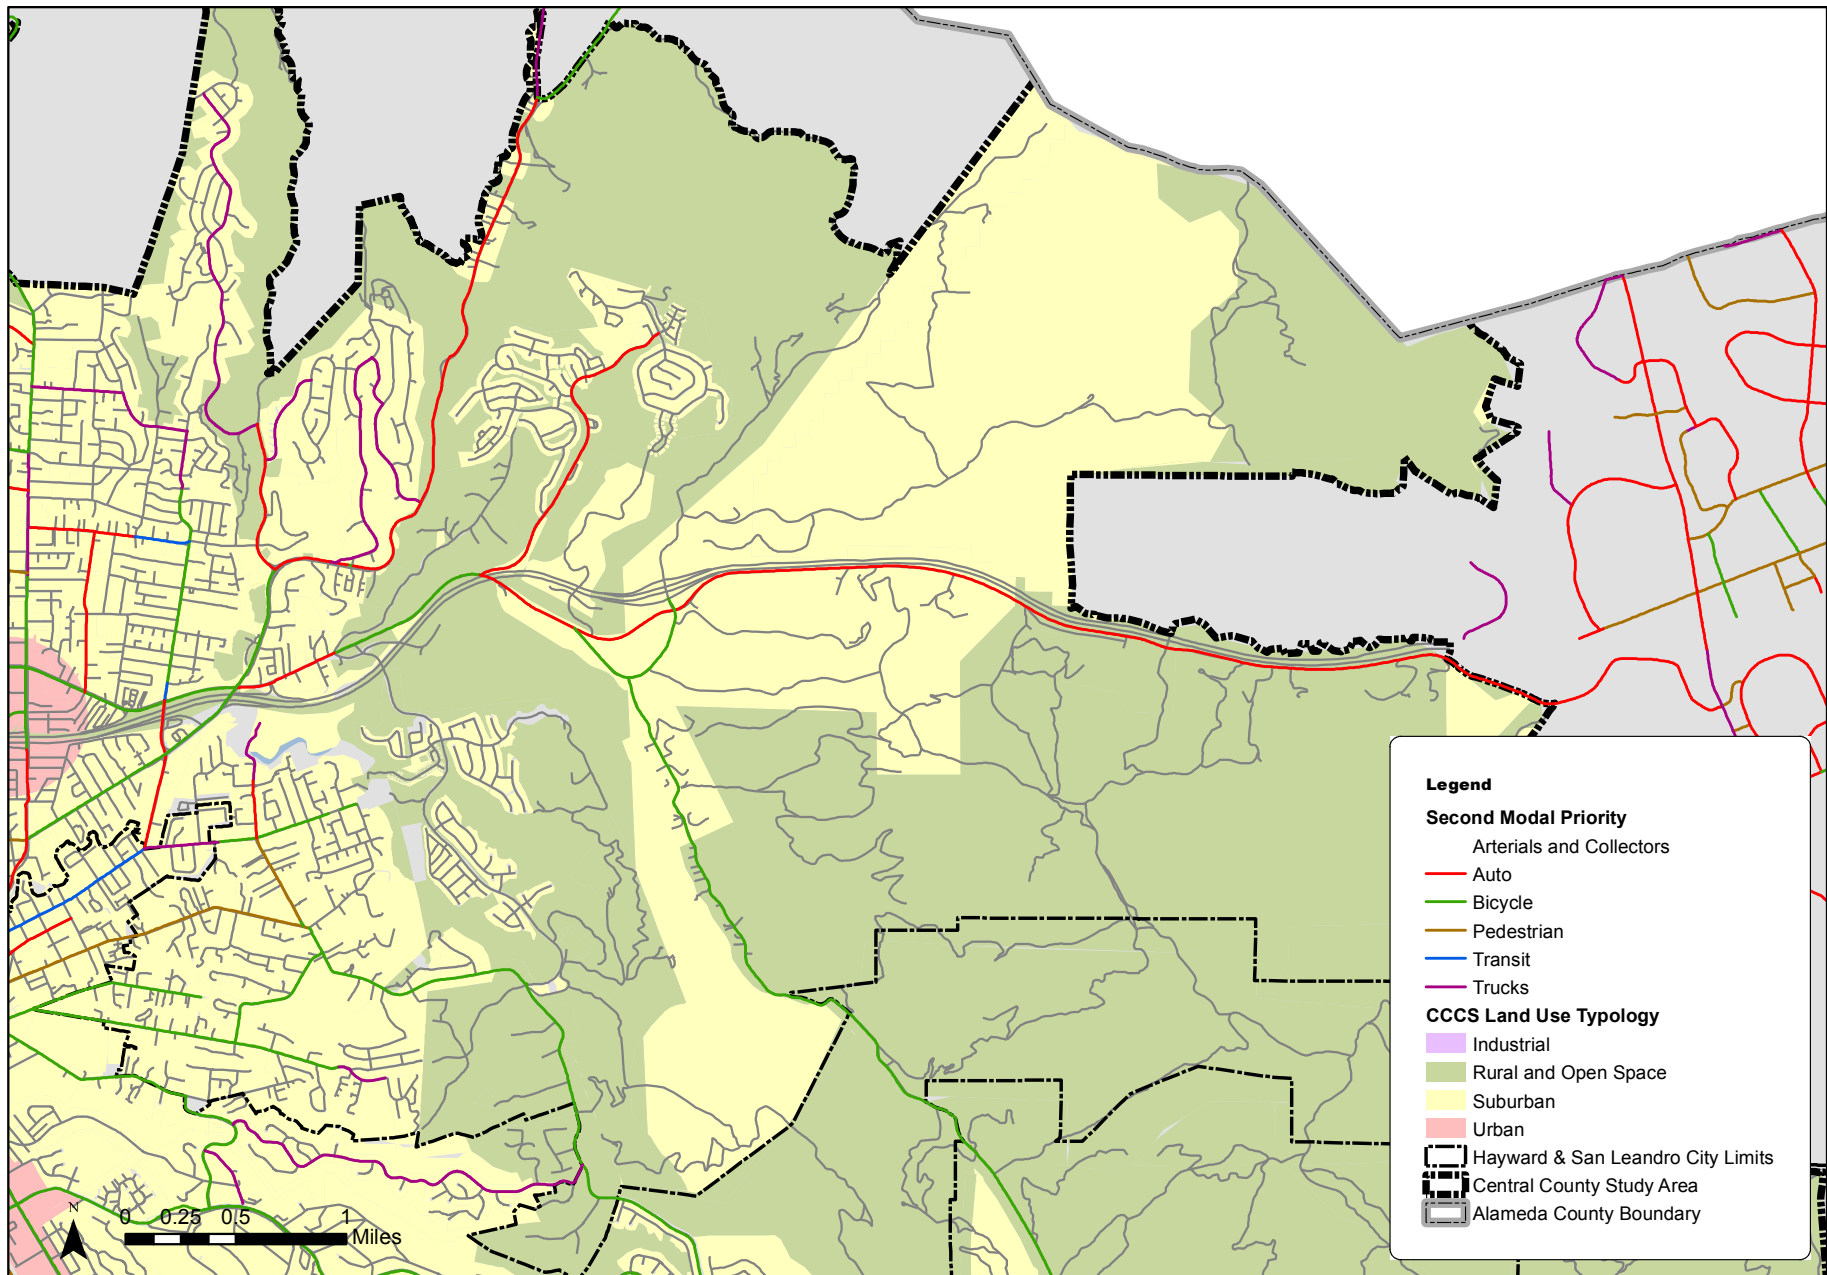 Legend
Second Modal Priority
Arterials and Collectors
Auto
Bicycle
Pedestrian
Transit
Trucks
CCCS Land Use Typology
Industrial
Rural and Open Space
Suburban
Urban
Hayward & San Leandro City Limits
Central County Study Area
Alameda County Boundary
N
0 0.25 0.5 1
Miles